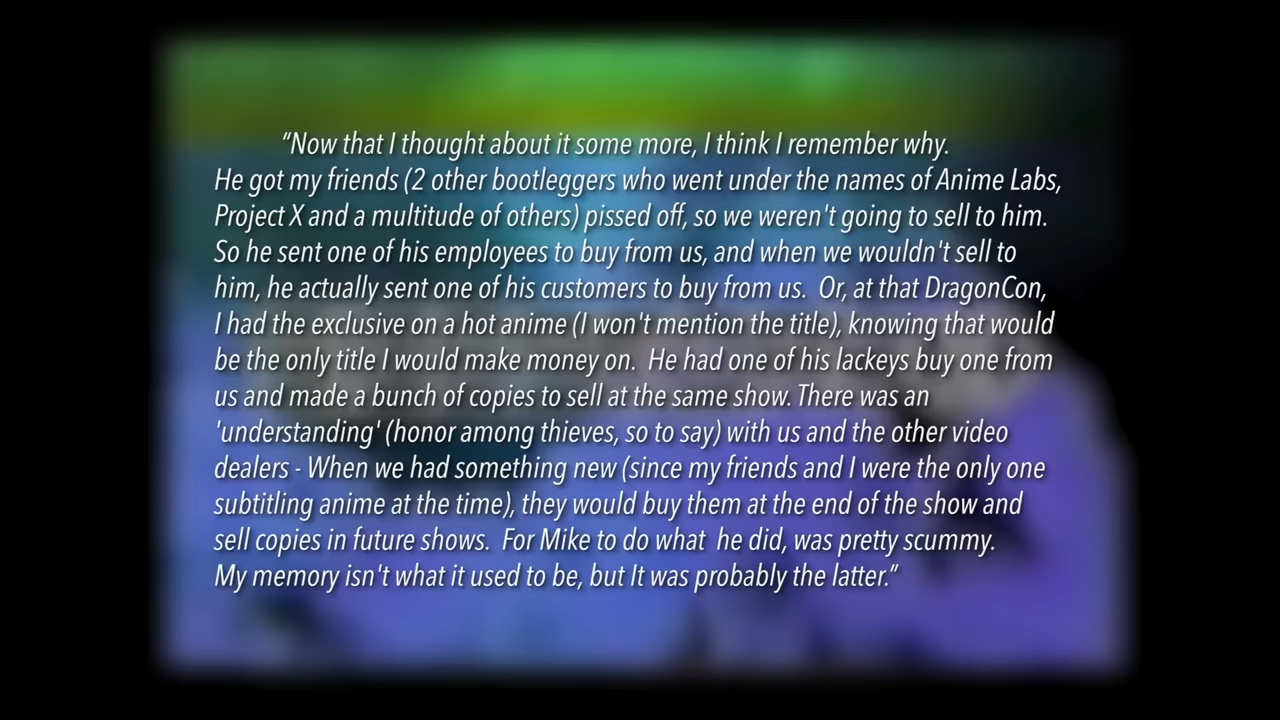 “Now that I thought about it some more, I think I remember why.
He got my friends (2 other bootleggers who went under the names of Anime Labs,
Project X and a multitude of others) pissed off, so we weren't going to sell to him.
So he sent one of his employees to buy from us, and when we wouldn't sell to
him, he actually sent one of his customers to buy from us.  Or, at that DragonCon,
I had the exclusive on a hot anime (I won't mention the title), knowing that would
be the only title I would make money on.  He had one of his lackeys buy one from
us and made a bunch of copies to sell at the same show. There was an
'understanding' (honor among thieves, so to say) with us and the other video
dealers - When we had something new (since my friends and I were the only one
subtitling anime at the time), they would buy them at the end of the show and
sell copies in future shows.  For Mike to do what  he did, was pretty scummy.
My memory isn't what it used to be, but It was probably the latter.”